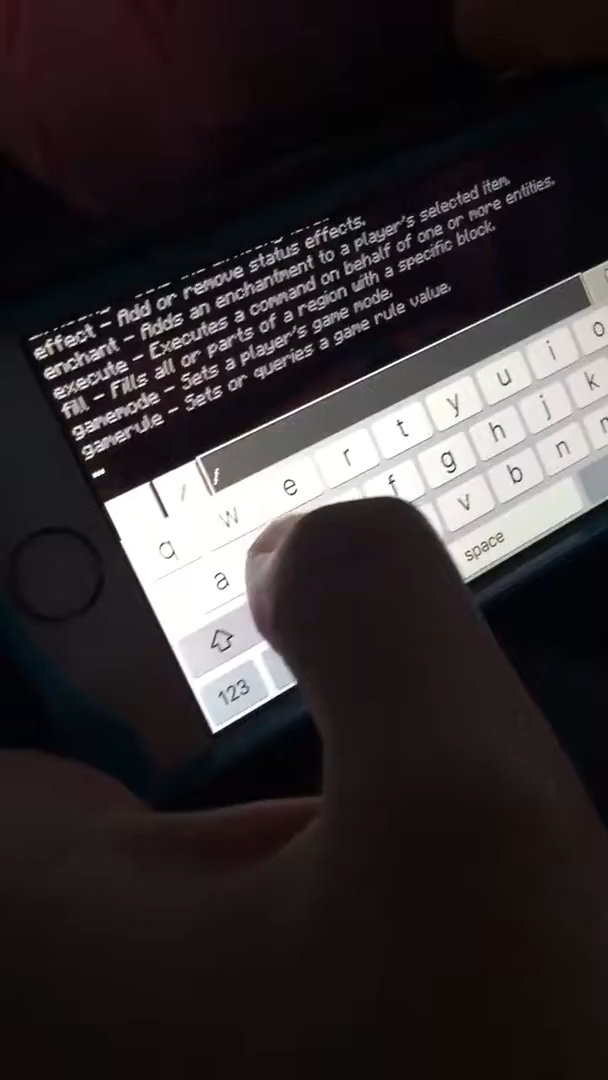 effect - Add or remove status effects.
enchant - Adds an enchantment to a player's selected item.
execute - Executes a command on behalf of one or more entities.
fill - Fills all or parts of a region with a specific block.
gamemode - Sets a player's game mode.
gamerule - Sets or queries a game rule value.
/
q w e r t y u i o
a f g h j k
v b n
123 space